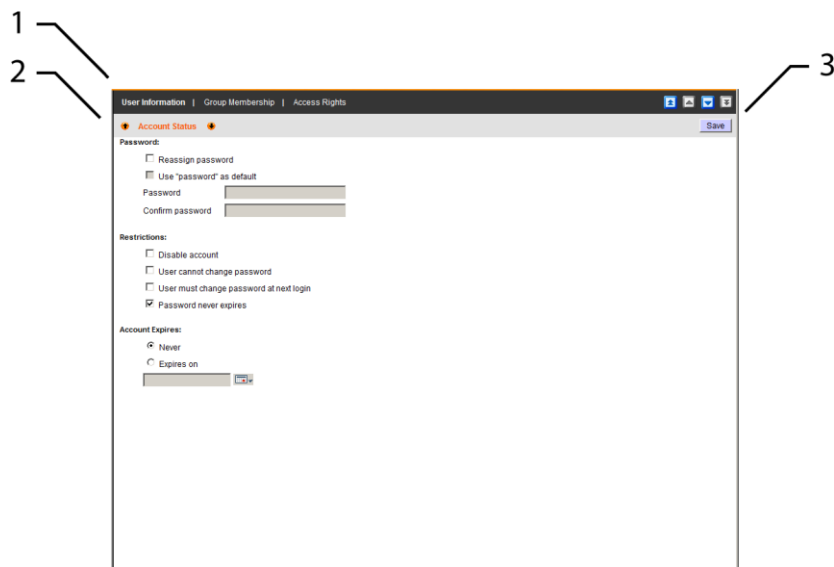 1
2
3
User Information | Group Membership | Access Rights
Account Status
Save
Password:
Reassign password
Use "password" as default
Password
Confirm password
Restrictions:
Disable account
User cannot change password
User must change password at next login
Password never expires
Account Expires:
Never
Expires on